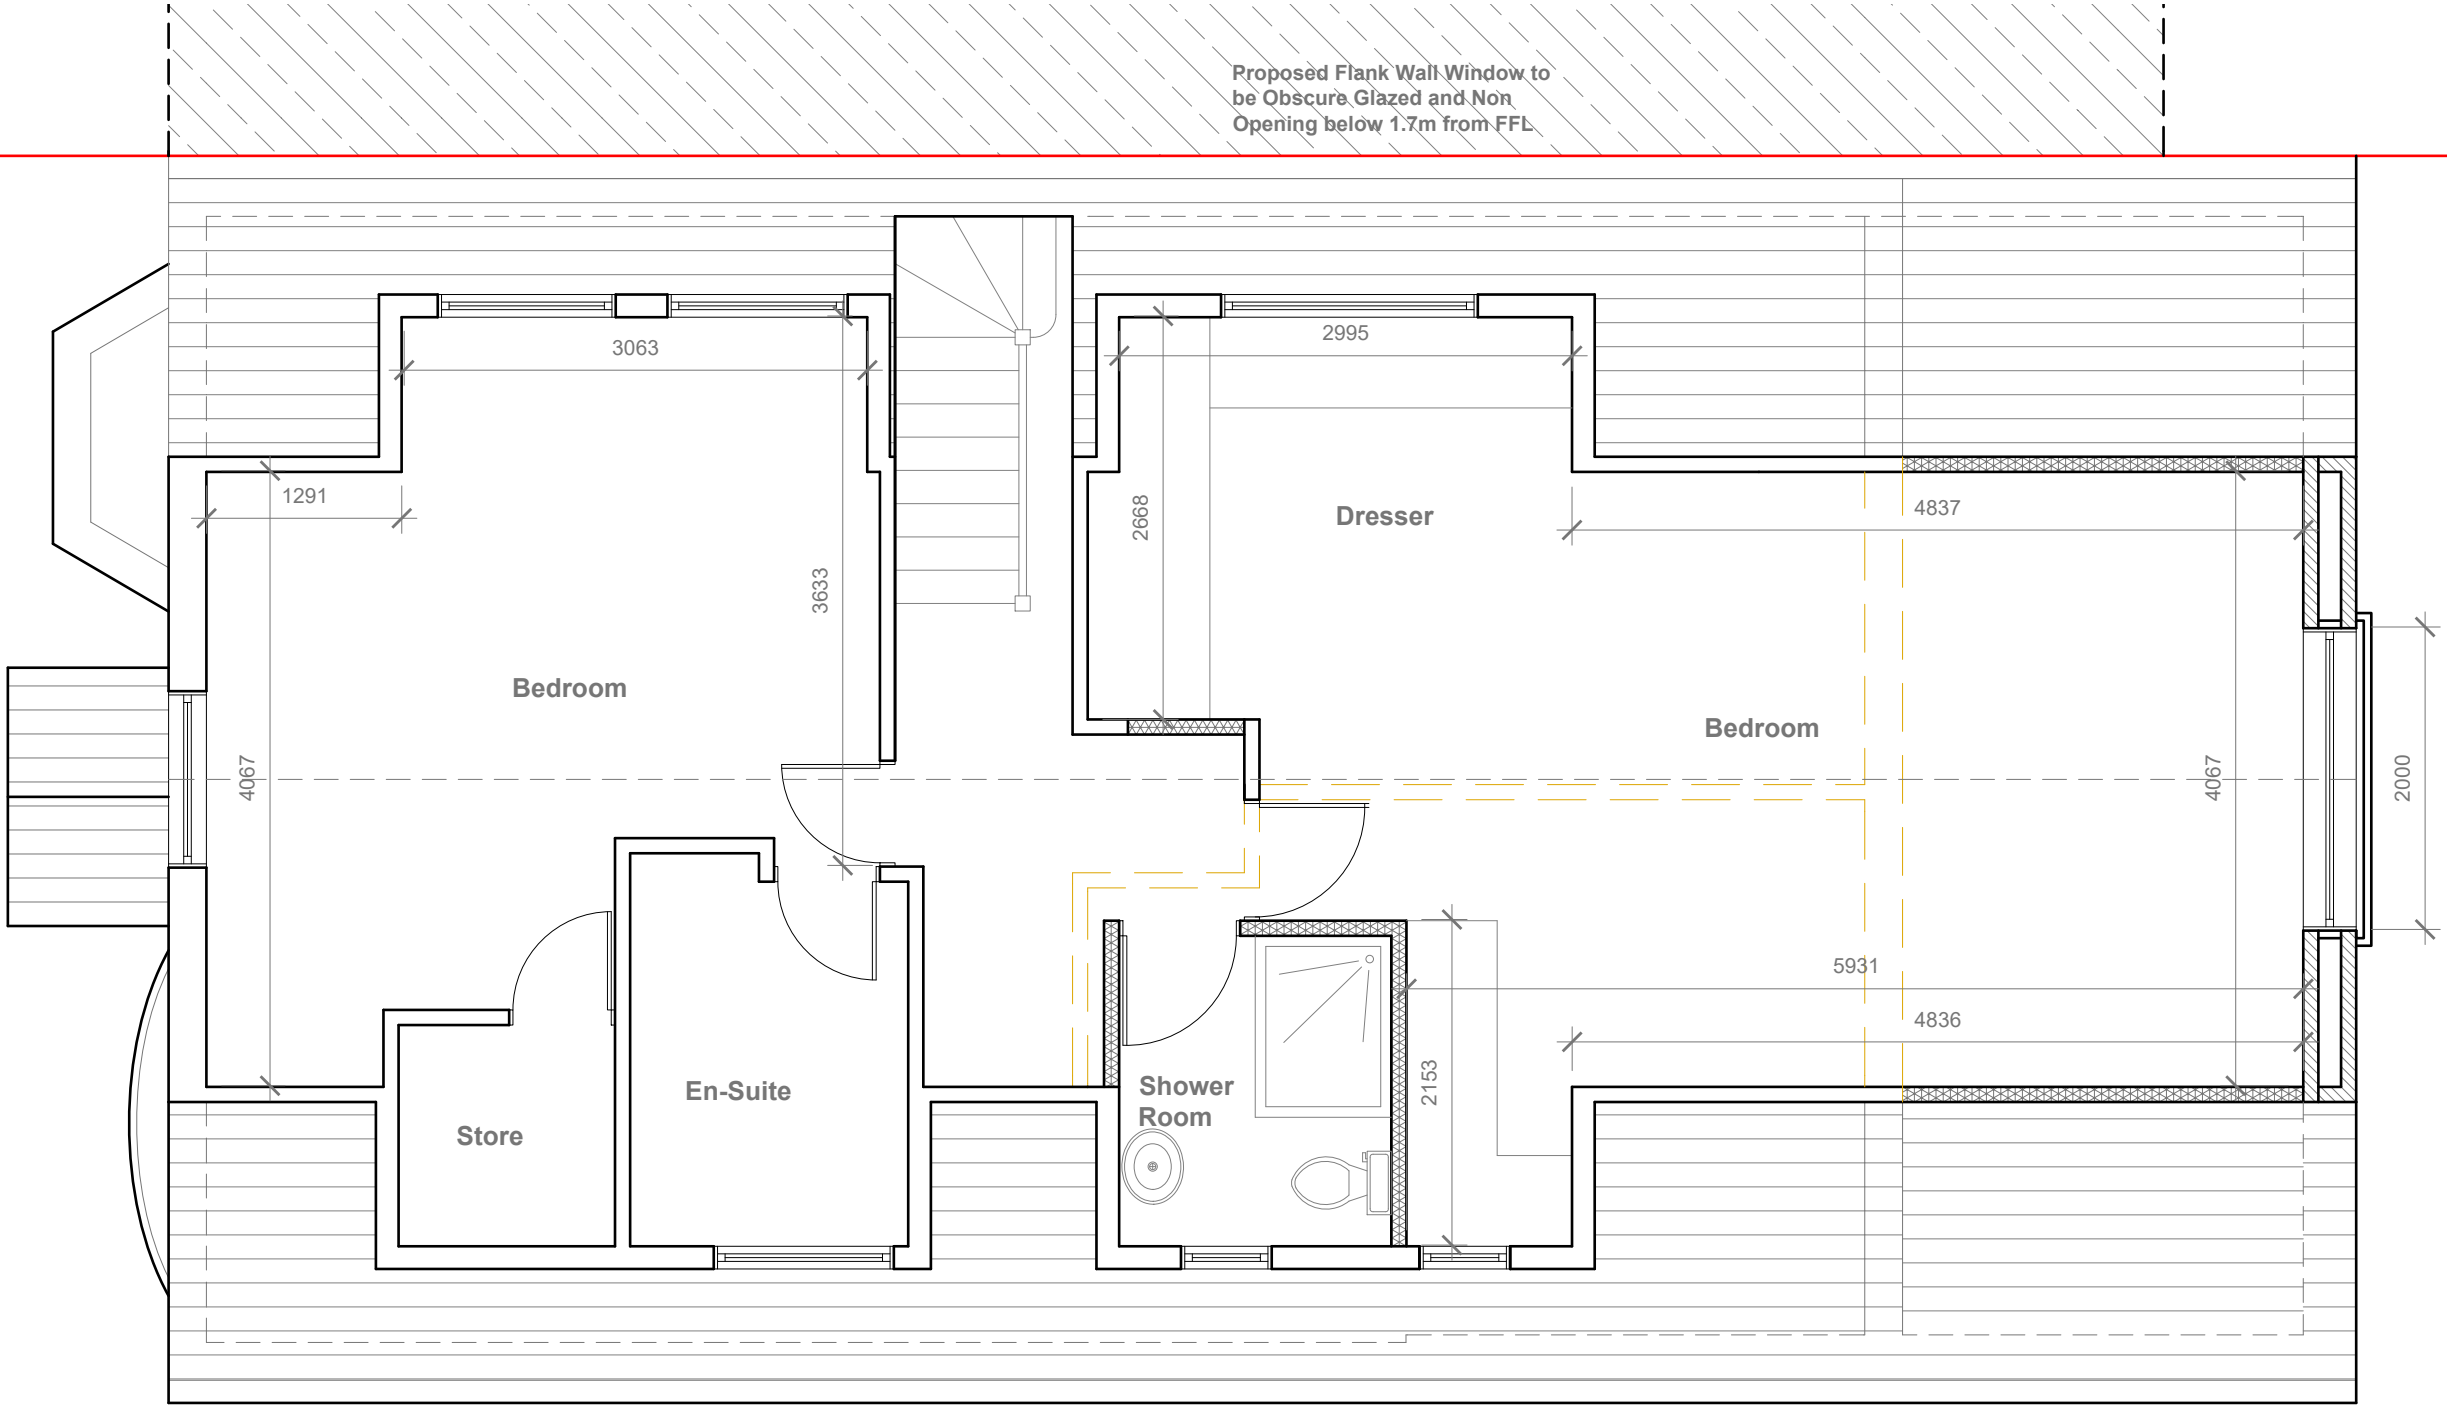 Proposed Flank Wall Window to
be Obscure Glazed and Non
Opening below 1.7m from FFL
3063
2995
1291
2668
4837
Dresser
3633
Bedroom
Bedroom
4067
4067
2000
5931
4836
2153
En-Suite
Shower
Room
Store